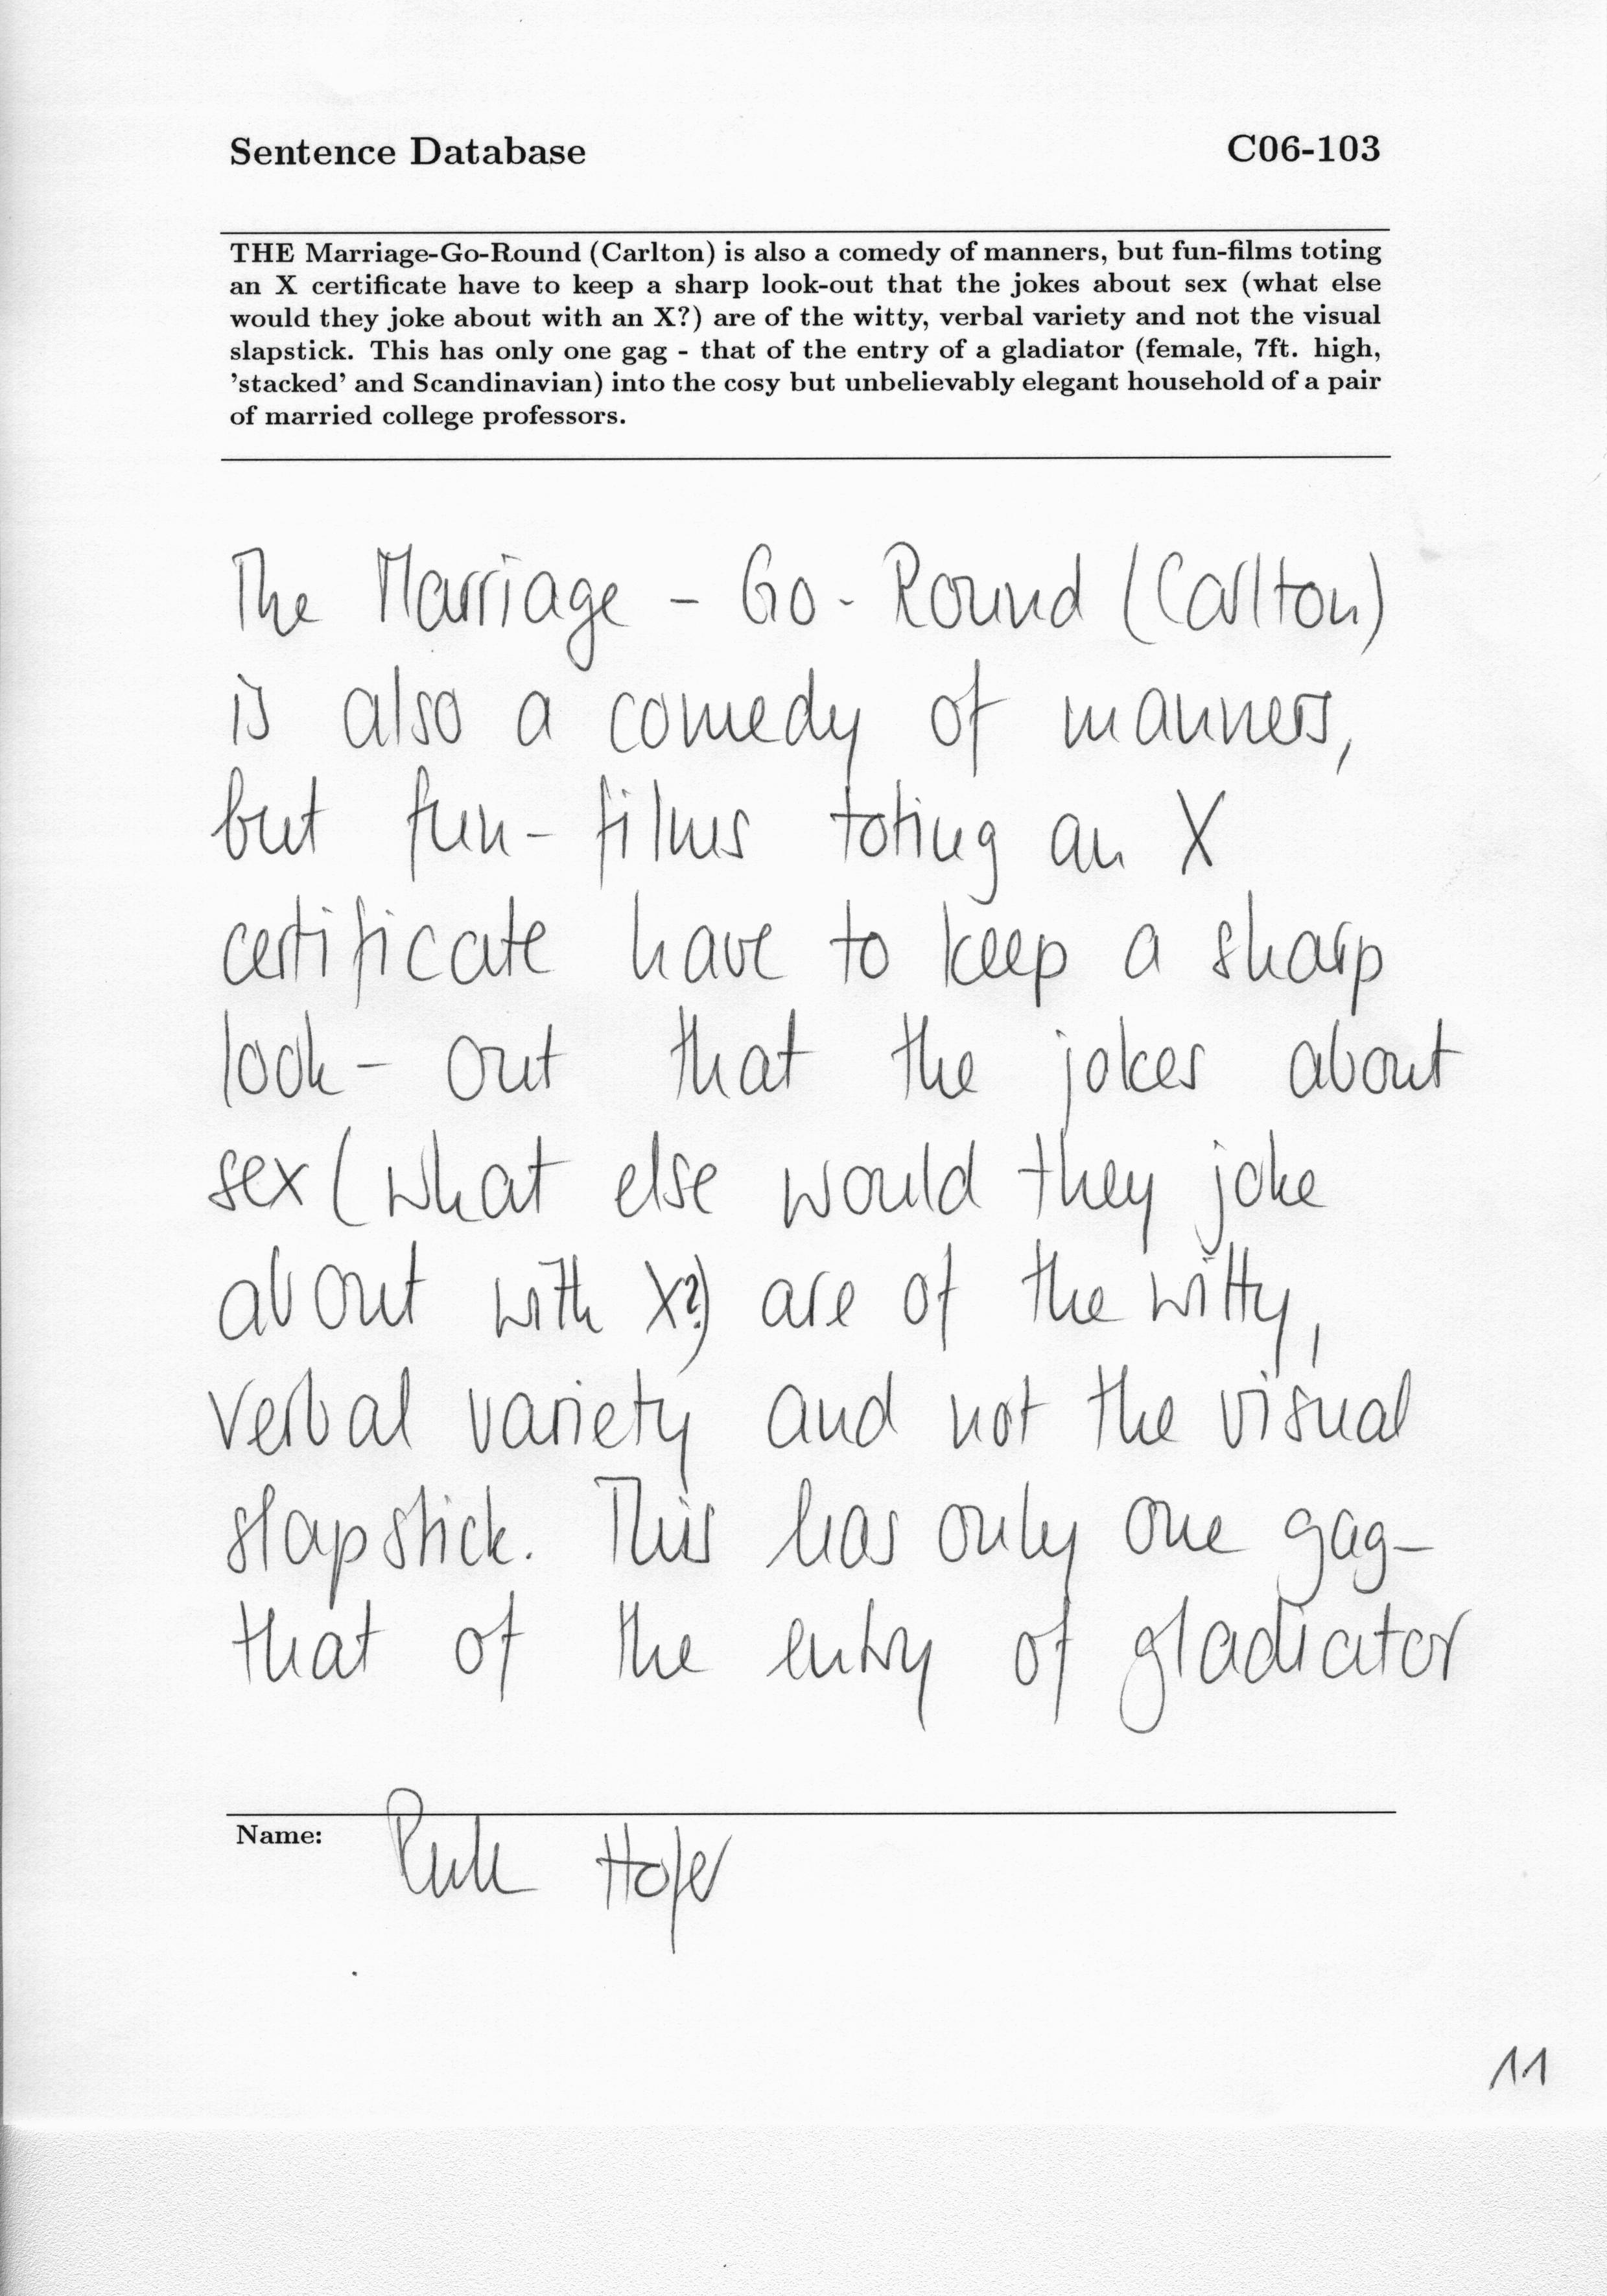 Sentence Database C06-103
THE Marriage-Go-Round (Carlton) is also a comedy of manners, but fun-films toting
an X certificate have to keep a sharp look-out that the jokes about sex (what else
would they joke about with an X?) are of the witty, verbal variety and not the visual
slapstick. This has only one gag - that of the entry of a gladiator (female, 7ft. high,
'stacked' and Scandinavian) into the cosy but unbelievably elegant household of a pair
of married college professors.
The Marriage - Go - Round (Carlton)
is also a comedy of manners,
but fun - films toting an X
certificate have to keep a sharp
look - out that the jokes about
sex (what else would they joke
about with X?) are of the witty,
verbal variety and not the visual
slapstick. This has only one gag -
that of the entry of gladiator
Name: Hofer
11